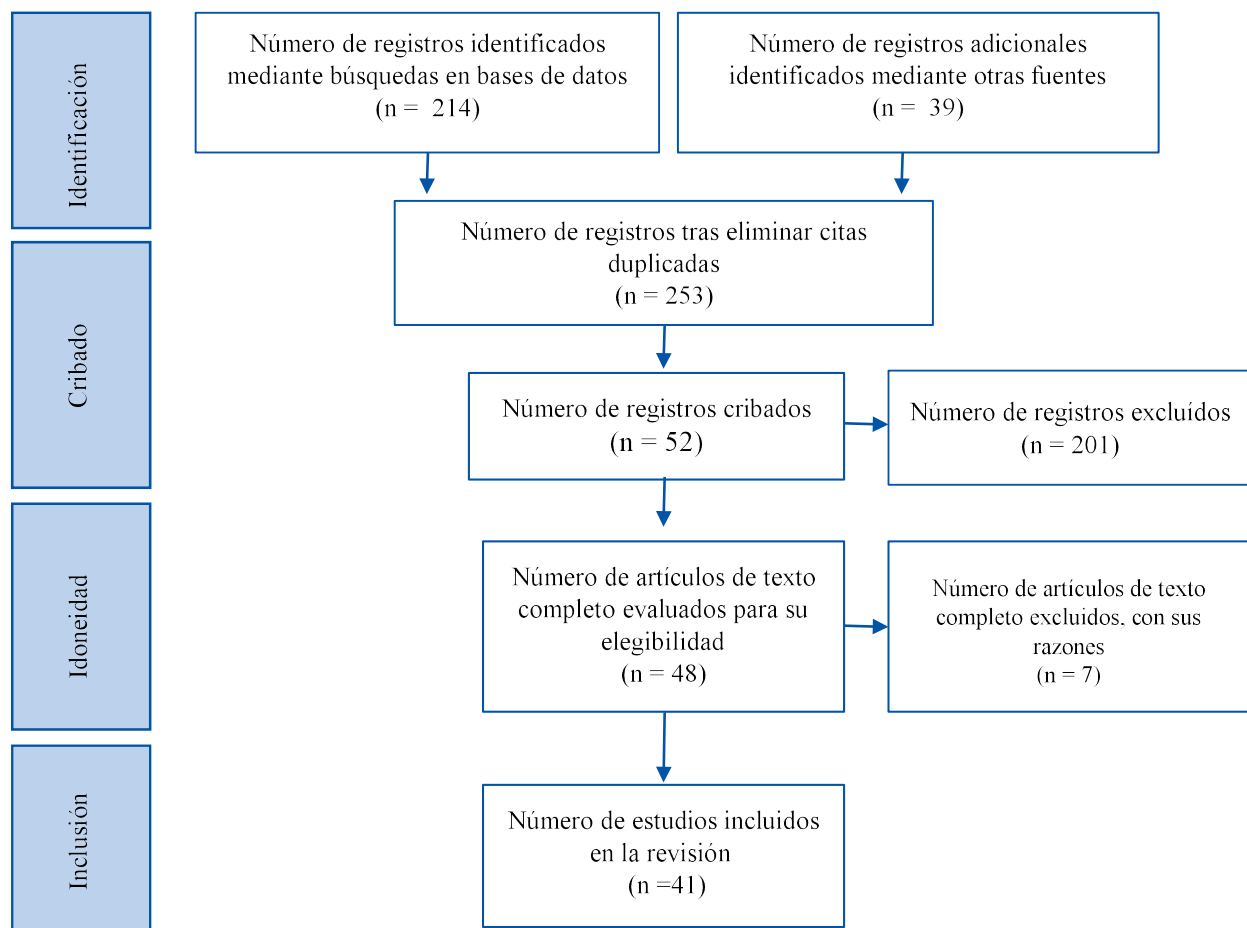 Identificación
Número de registros identificados
mediante búsquedas en bases de datos
(n =  214)
Número de registros adicionales
identificados mediante otras fuentes
(n =  39)
Número de registros tras eliminar citas
duplicadas
(n = 253)
Cribado
Número de registros cribados
(n = 52)
Número de registros excluídos
(n = 201)
Idoneidad
Número de artículos de texto
completo evaluados para su
elegibilidad
(n = 48)
Número de artículos de texto
completo excluidos, con sus
razones
(n = 7)
Inclusión
Número de estudios incluidos
en la revisión
(n =41)